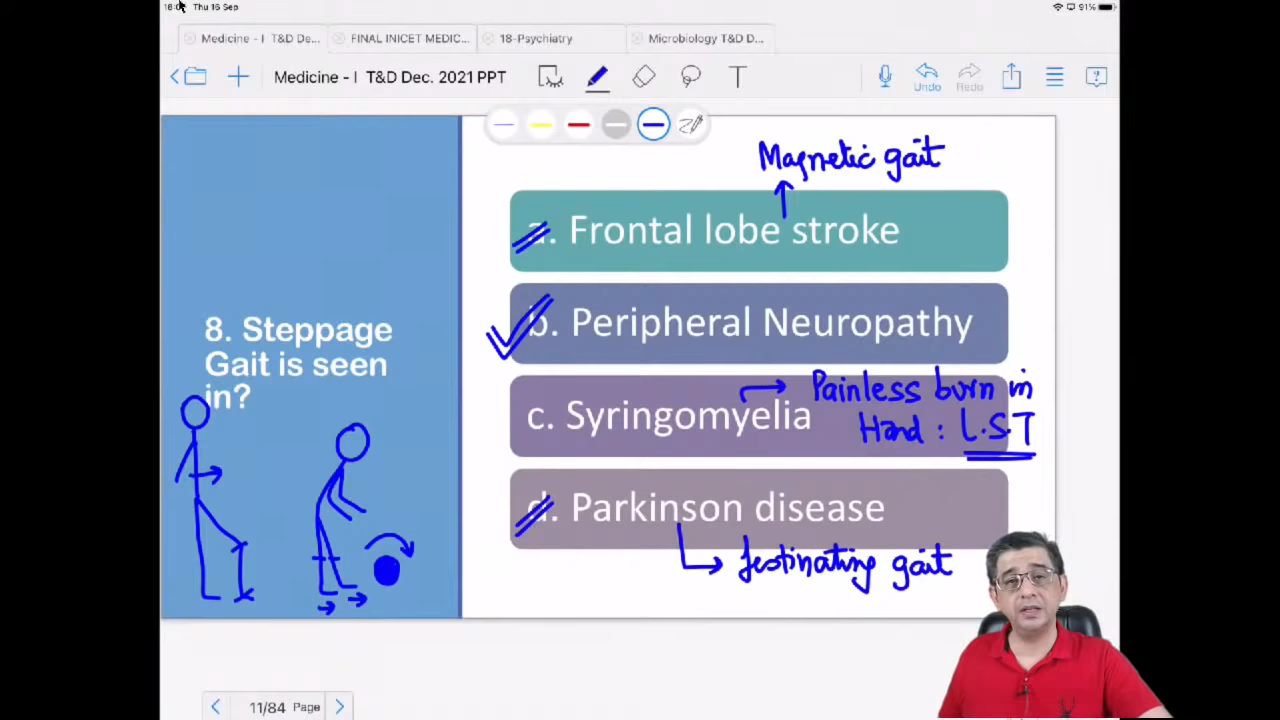 Thu 16 Sep
91%
Medicine - I T&D De...
FINAL INICET MEDIC...
18-Psychiatry
Microbiology T&D D...
Medicine - I T&D Dec. 2021 PPT
T
Undo
Redo
Magnetic gait
a. Frontal lobe stroke
8. Steppage
Gait is seen
in?
b. Peripheral Neuropathy
c. Syringomyelia
Painless burn in
Hand : L.S.T
d. Parkinson disease
festinating gait
11/84 Page